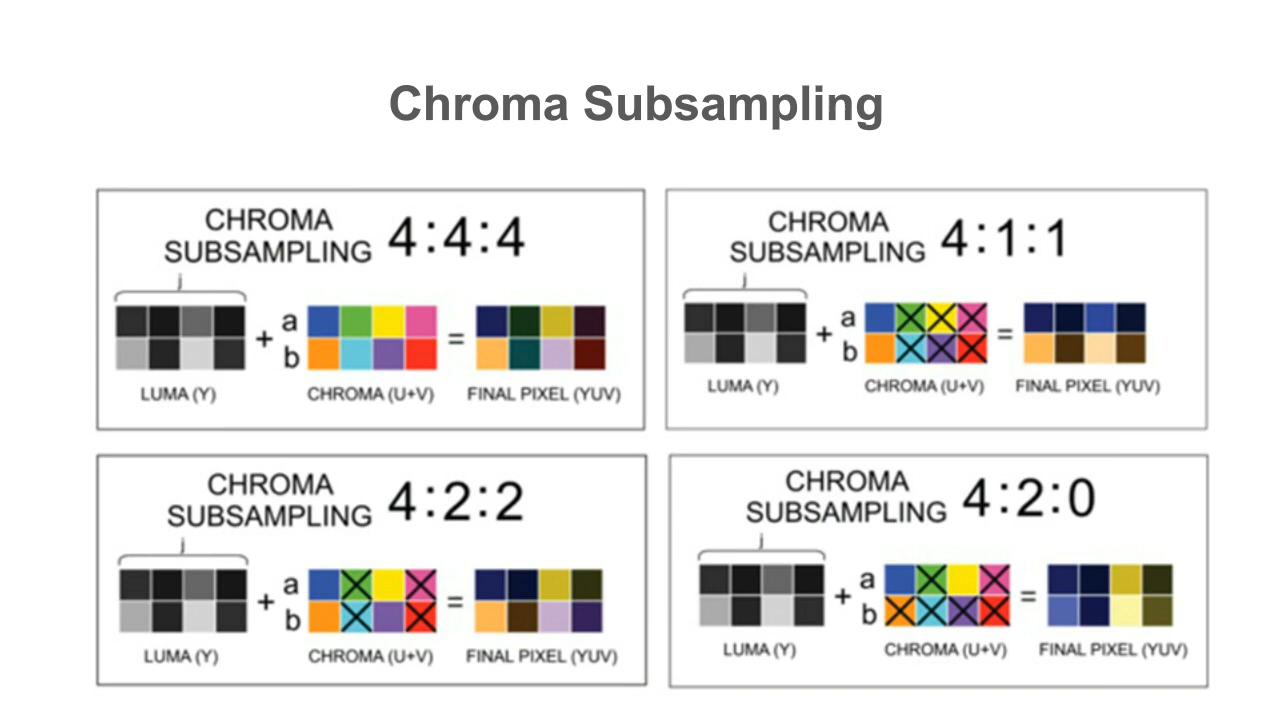 Chroma Subsampling
CHROMA
SUBSAMPLING 4:4:4
j
+ a =
b
LUMA (Y) CHROMA (U+V) FINAL PIXEL (YUV)
CHROMA
SUBSAMPLING 4:1:1
j
+ a =
b
LUMA (Y) CHROMA (U+V) FINAL PIXEL (YUV)
CHROMA
SUBSAMPLING 4:2:2
j
+ a =
b
LUMA (Y) CHROMA (U+V) FINAL PIXEL (YUV)
CHROMA
SUBSAMPLING 4:2:0
j
+ a =
b
LUMA (Y) CHROMA (U+V) FINAL PIXEL (YUV)